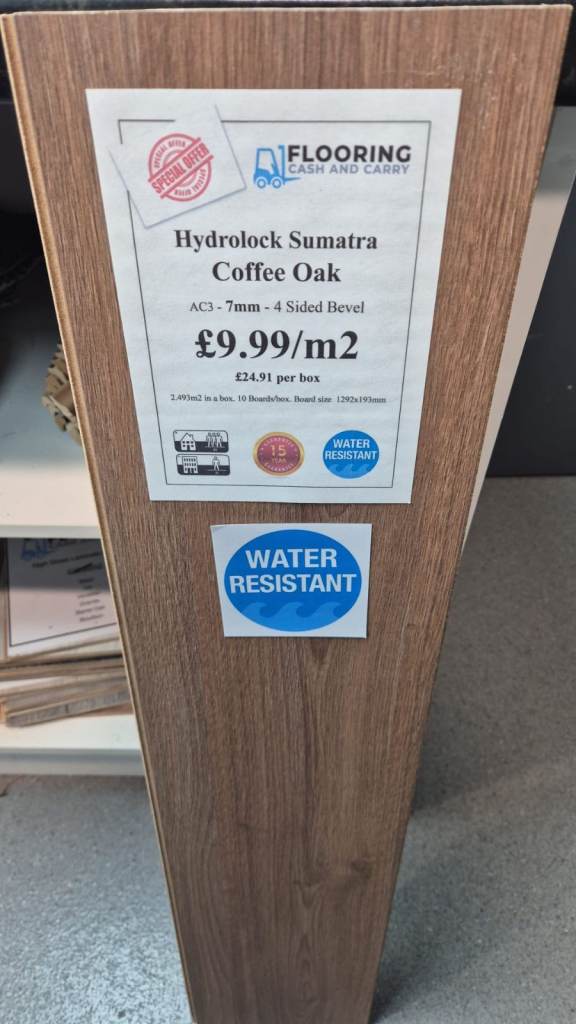 SPECIAL OFFER
FLOORING
CASH AND CARRY
Hydrolock Sumatra
Coffee Oak
AC3 - 7mm - 4 Sided Bevel
£9.99/m2
£24.91 per box
2.493m2 in a box. 10 Boards/box. Board size 1292x193mm
15
YEAR
WATER
RESISTANT
WATER
RESISTANT